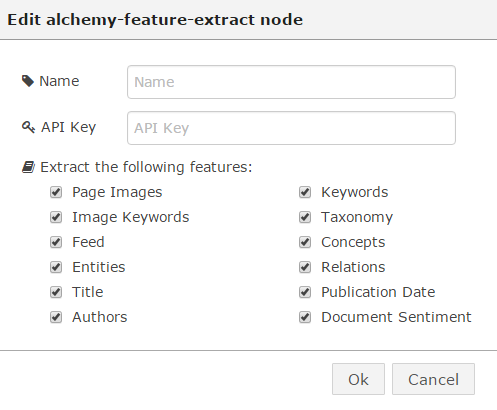 Edit alchemy-feature-extract node
Name
Name
API Key
API Key
Extract the following features:
Page Images
Keywords
Image Keywords
Taxonomy
Feed
Concepts
Entities
Relations
Title
Publication Date
Authors
Document Sentiment
Ok
Cancel